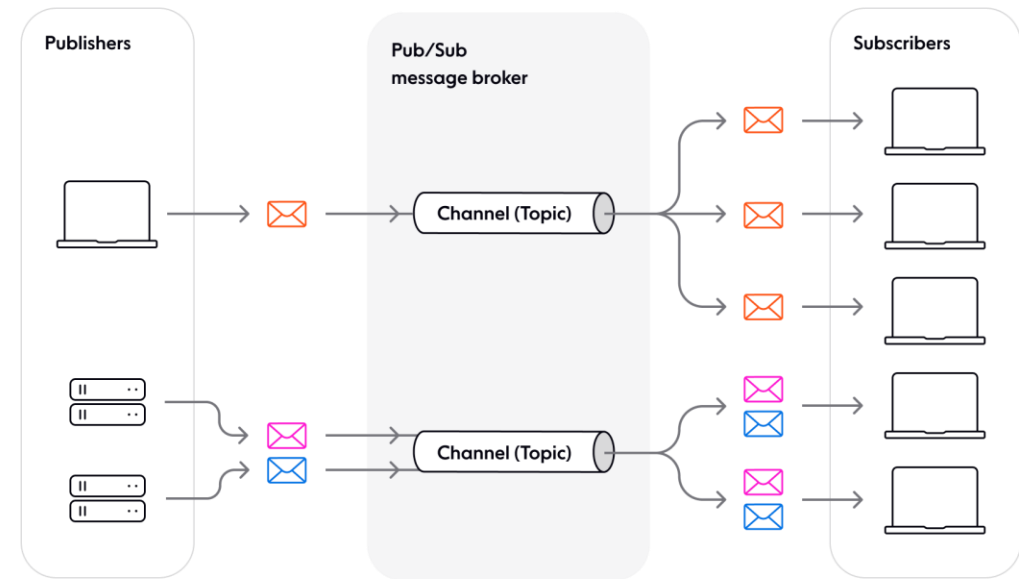 Publishers
Pub/Sub
message broker
Subscribers
Channel (Topic)
Channel (Topic)